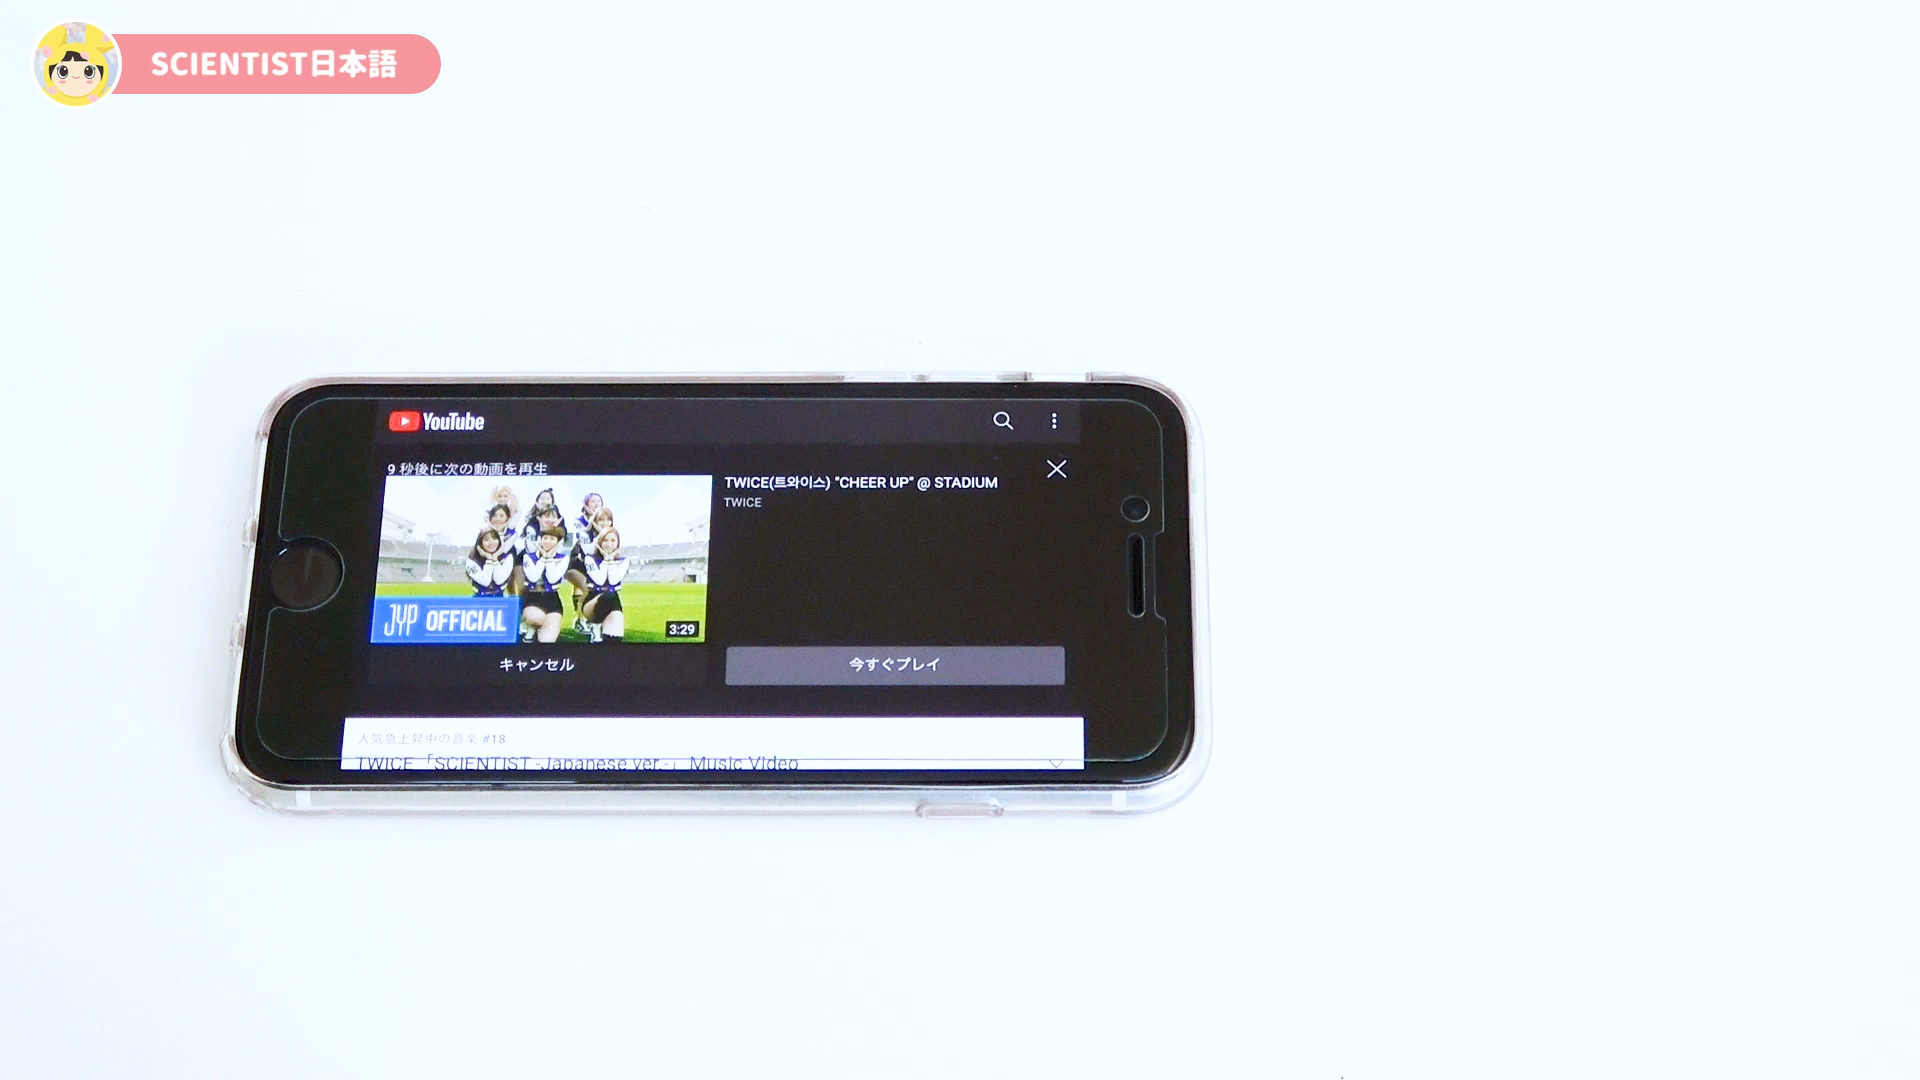 SCIENTIST日本語
YouTube
9 秒後に次の動画を再生
TWICE(트와이스) "CHEER UP" @ STADIUM
TWICE
JYP OFFICIAL
3:29
キャンセル
今すぐプレイ
人気急上昇中の音楽 #18
TWICE「SCIENTIST -Japanese ver.-」 Music Video